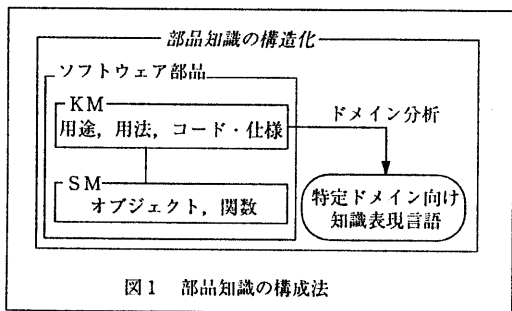 部品知識の構造化
ソフトウェア部品
KM
用途，用法，コード・仕様
ドメイン分析
SM
オブジェクト，関数
特定ドメイン向け
知識表現言語
図1 部品知識の構成法